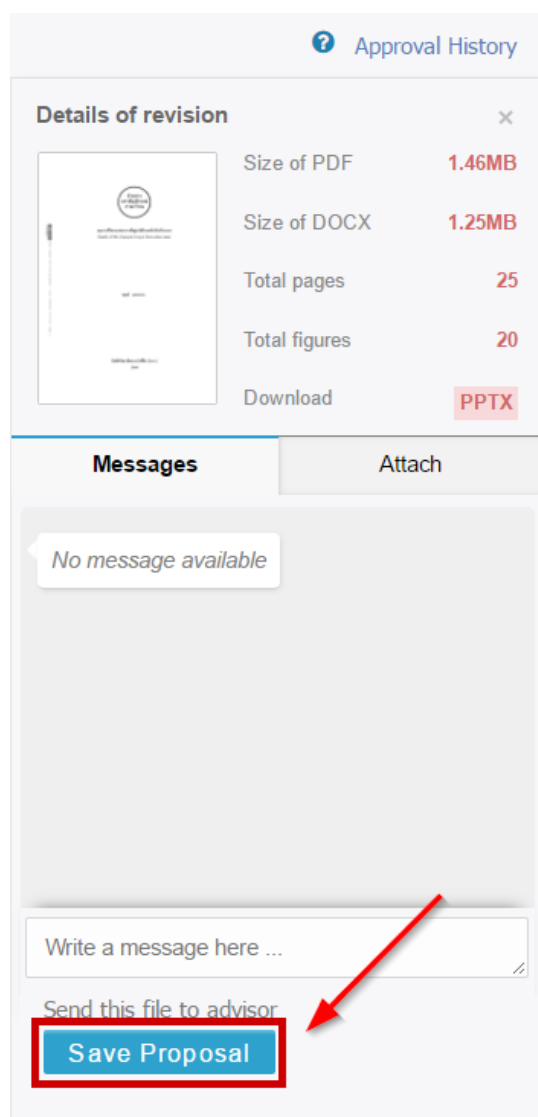 Approval History
Details of revision
Size of PDF 1.46MB
Size of DOCX 1.25MB
Total pages 25
Total figures 20
Download PPTX
Messages Attach
No message available
Write a message here ...
Send this file to advisor
Save Proposal